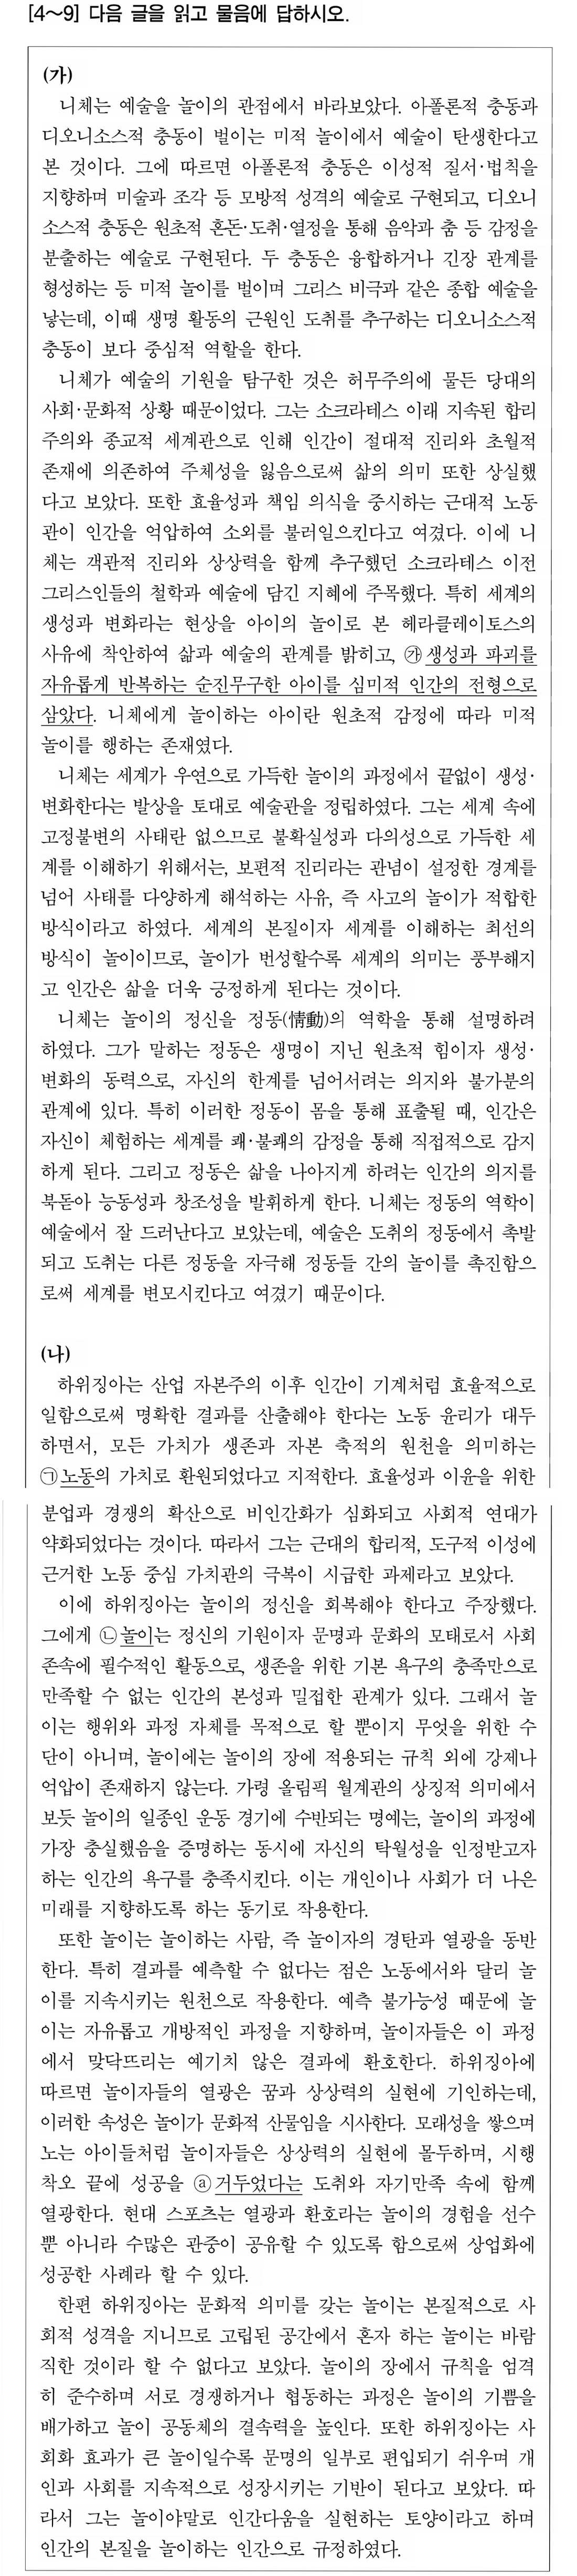 [4~9] 다음 글을 읽고 물음에 답하시오.
(가)
니체는 예술을 놀이의 관점에서 바라보았다. 아폴론적 충동과
디오니소스적 충동이 벌이는 미적 놀이에서 예술이 탄생한다고
본 것이다. 그에 따르면 아폴론적 충동은 이성적 질서·법칙을
지향하며 미술과 조각 등 모방적 성격의 예술로 구현되고, 디오니
소스적 충동은 원초적 혼돈·도취·열정을 통해 음악과 춤 등 감정을
분출하는 예술로 구현된다. 두 충동은 융합하거나 긴장 관계를
형성하는 등 미적 놀이를 벌이며 그리스 비극과 같은 종합 예술을
낳는데, 이때 생명 활동의 근원인 도취를 추구하는 디오니소스적
충동이 보다 중심적 역할을 한다.
니체가 예술의 기원을 탐구한 것은 허무주의에 물든 당대의
사회·문화적 상황 때문이었다. 그는 소크라테스 이래 지속된 합리
주의와 종교적 세계관으로 인해 인간이 절대적 진리와 초월적
존재에 의존하여 주체성을 잃음으로써 삶의 의미 또한 상실했
다고 보았다. 또한 효율성과 책임 의식을 중시하는 근대적 노동
관이 인간을 억압하여 소외를 불러일으킨다고 여겼다. 이에 니
체는 객관적 진리와 상상력을 함께 추구했던 소크라테스 이전
그리스인들의 철학과 예술에 담긴 지혜에 주목했다. 특히 세계의
생성과 변화라는 현상을 아이의 놀이로 본 헤라클레이토스의
사유에 착안하여 삶과 예술의 관계를 밝히고, ㉮생성과 파괴를
자유롭게 반복하는 순진무구한 아이를 심미적 인간의 전형으로
삼았다. 니체에게 놀이하는 아이란 원초적 감정에 따라 미적
놀이를 행하는 존재였다.
니체는 세계가 우연으로 가득한 놀이의 과정에서 끝없이 생성·
변화한다는 발상을 토대로 예술관을 정립하였다. 그는 세계 속에
고정불변의 사태란 없으므로 불확실성과 다의성으로 가득한 세
계를 이해하기 위해서는, 보편적 진리라는 관념이 설정한 경계를
넘어 사태를 다양하게 해석하는 사유, 즉 사고의 놀이가 적합한
방식이라고 하였다. 세계의 본질이자 세계를 이해하는 최선의
방식이 놀이이므로, 놀이가 번성할수록 세계의 의미는 풍부해지
고 인간은 삶을 더욱 긍정하게 된다는 것이다.
니체는 놀이의 정신을 정동(情動)의 역학을 통해 설명하려
하였다. 그가 말하는 정동은 생명이 지닌 원초적 힘이자 생성·
변화의 동력으로, 자신의 한계를 넘어서려는 의지와 불가분의
관계에 있다. 특히 이러한 정동이 몸을 통해 표출될 때, 인간은
자신이 체험하는 세계를 쾌·불쾌의 감정을 통해 직접적으로 감지
하게 된다. 그리고 정동은 삶을 나아지게 하려는 인간의 의지를
북돋아 능동성과 창조성을 발휘하게 한다. 니체는 정동의 역학이
예술에서 잘 드러난다고 보았는데, 예술은 도취의 정동에서 촉발
되고 도취는 다른 정동을 자극해 정동들 간의 놀이를 촉진함으
로써 세계를 변모시킨다고 여겼기 때문이다.
(나)
하위징아는 산업 자본주의 이후 인간이 기계처럼 효율적으로
일함으로써 명확한 결과를 산출해야 한다는 노동 윤리가 대두
하면서, 모든 가치가 생존과 자본 축적의 원천을 의미하는
㉠노동의 가치로 환원되었다고 지적한다. 효율성과 이윤을 위한
분업과 경쟁의 확산으로 비인간화가 심화되고 사회적 연대가
약화되었다는 것이다. 따라서 그는 근대의 합리적, 도구적 이성에
근거한 노동 중심 가치관의 극복이 시급한 과제라고 보았다.
이에 하위징아는 놀이의 정신을 회복해야 한다고 주장했다.
그에게 ㉡놀이는 정신의 기원이자 문명과 문화의 모태로서 사회
존속에 필수적인 활동으로, 생존을 위한 기본 욕구의 충족만으로
만족할 수 없는 인간의 본성과 밀접한 관계가 있다. 그래서 놀
이는 행위와 과정 자체를 목적으로 할 뿐이지 무엇을 위한 수
단이 아니며, 놀이에는 놀이의 장에 적용되는 규칙 외에 강제나
억압이 존재하지 않는다. 가령 올림픽 월계관의 상징적 의미에서
보듯 놀이의 일종인 운동 경기에 수반되는 명예는, 놀이의 과정에
가장 충실했음을 증명하는 동시에 자신의 탁월성을 인정받고자
하는 인간의 욕구를 충족시킨다. 이는 개인이나 사회가 더 나은
미래를 지향하도록 하는 동기로 작용한다.
또한 놀이는 놀이하는 사람, 즉 놀이자의 경탄과 열광을 동반
한다. 특히 결과를 예측할 수 없다는 점은 노동에서와 달리 놀
이를 지속시키는 원천으로 작용한다. 예측 불가능성 때문에 놀
이는 자유롭고 개방적인 과정을 지향하며, 놀이자들은 이 과정
에서 맞닥뜨리는 예기치 않은 결과에 환호한다. 하위징아에
따르면 놀이자들의 열광은 꿈과 상상력의 실현에 기인하는데,
이러한 속성은 놀이가 문화적 산물임을 시사한다. 모래성을 쌓으며
노는 아이들처럼 놀이자들은 상상력의 실현에 몰두하며, 시행
착오 끝에 성공을 ⓐ거두었다는 도취와 자기만족 속에 함께
열광한다. 현대 스포츠는 열광과 환호라는 놀이의 경험을 선수
뿐 아니라 수많은 관중이 공유할 수 있도록 함으로써 상업화에
성공한 사례라 할 수 있다.
한편 하위징아는 문화적 의미를 갖는 놀이는 본질적으로 사
회적 성격을 지니므로 고립된 공간에서 혼자 하는 놀이는 바람
직한 것이라 할 수 없다고 보았다. 놀이의 장에서 규칙을 엄격
히 준수하며 서로 경쟁하거나 협동하는 과정은 놀이의 기쁨을
배가하고 놀이 공동체의 결속력을 높인다. 또한 하위징아는 사
회화 효과가 큰 놀이일수록 문명의 일부로 편입되기 쉬우며 개
인과 사회를 지속적으로 성장시키는 기반이 된다고 보았다. 따
라서 그는 놀이야말로 인간다움을 실현하는 토양이라고 하며
인간의 본질을 놀이하는 인간으로 규정하였다.